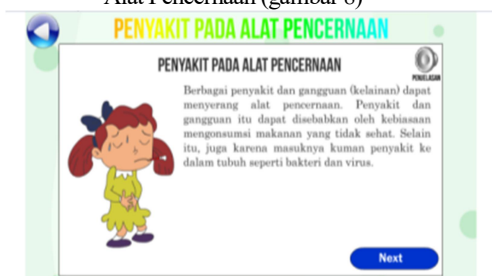 Alat Pencernaan (gambar 8)
PENYAKIT PADA ALAT PENCERNAAN
PENYAKIT PADA ALAT PENCERNAAN
PENJELASAN
Berbagai penyakit dan gangguan (kelainan) dapat
menyerang alat pencernaan. Penyakit dan
gangguan itu dapat disebabkan oleh kebiasaan
mengonsumsi makanan yang tidak sehat. Selain
itu, juga karena masuknya kuman penyakit ke
dalam tubuh seperti bakteri dan virus.
Next